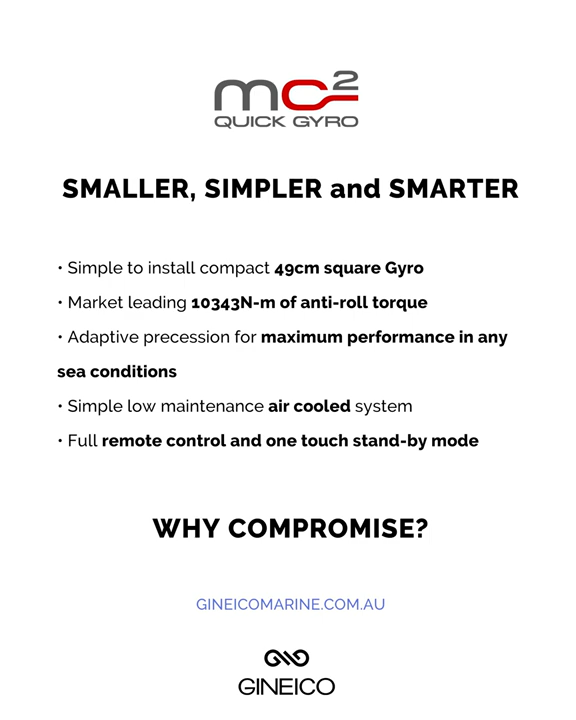 mc²
QUICK GYRO
SMALLER, SIMPLER and SMARTER
• Simple to install compact 49cm square Gyro
• Market leading 10343N-m of anti-roll torque
• Adaptive precession for maximum performance in any
sea conditions
• Simple low maintenance air cooled system
• Full remote control and one touch stand-by mode
WHY COMPROMISE?
GINEICOMARINE.COM.AU
GINEICO